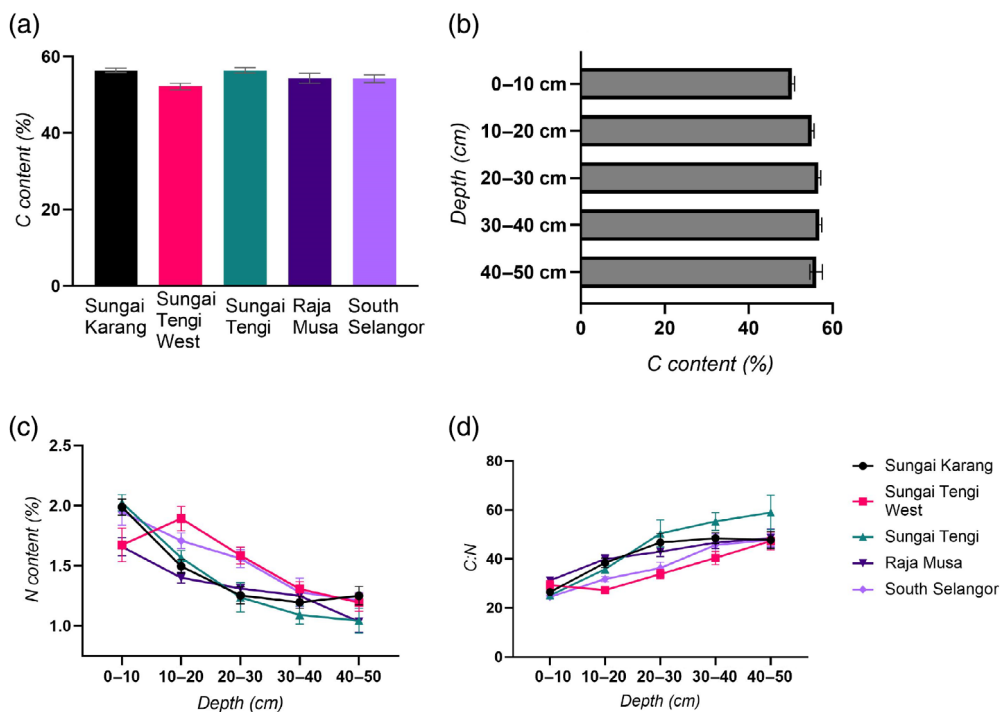 (a)
C content (%)
60
40
20
0
Sungai
Karang
Sungai
Tengi
West
Sungai
Tengi
Raja
Musa
South
Selangor
(b)
Depth (cm)
0–10 cm
10–20 cm
20–30 cm
30–40 cm
40–50 cm
0 20 40 60
C content (%)
(c)
N content (%)
2.5
2.0
1.5
1.0
0–10 10–20 20–30 30–40 40–50
Depth (cm)
(d)
C:N
80
60
40
20
0
0–10 10–20 20–30 30–40 40–50
Depth (cm)
Sungai Karang
Sungai Tengi
West
Sungai Tengi
Raja Musa
South Selangor